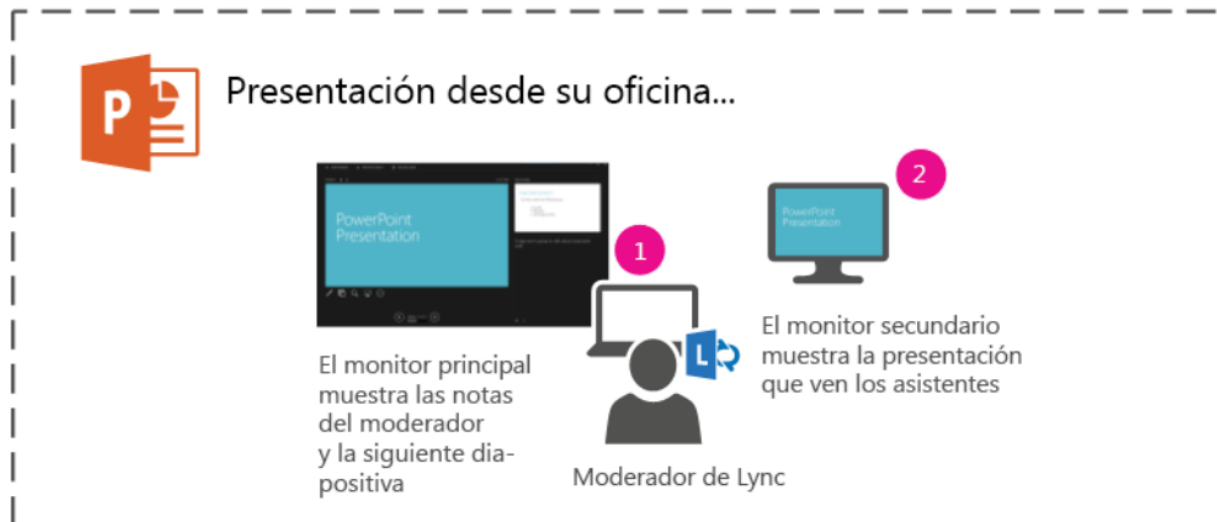 P
Presentación desde su oficina...
PowerPoint
Presentation
1
2
PowerPoint
Presentation
El monitor principal
muestra las notas
del moderador
y la siguiente dia-
positiva
L
Moderador de Lync
El monitor secundario
muestra la presentación
que ven los asistentes